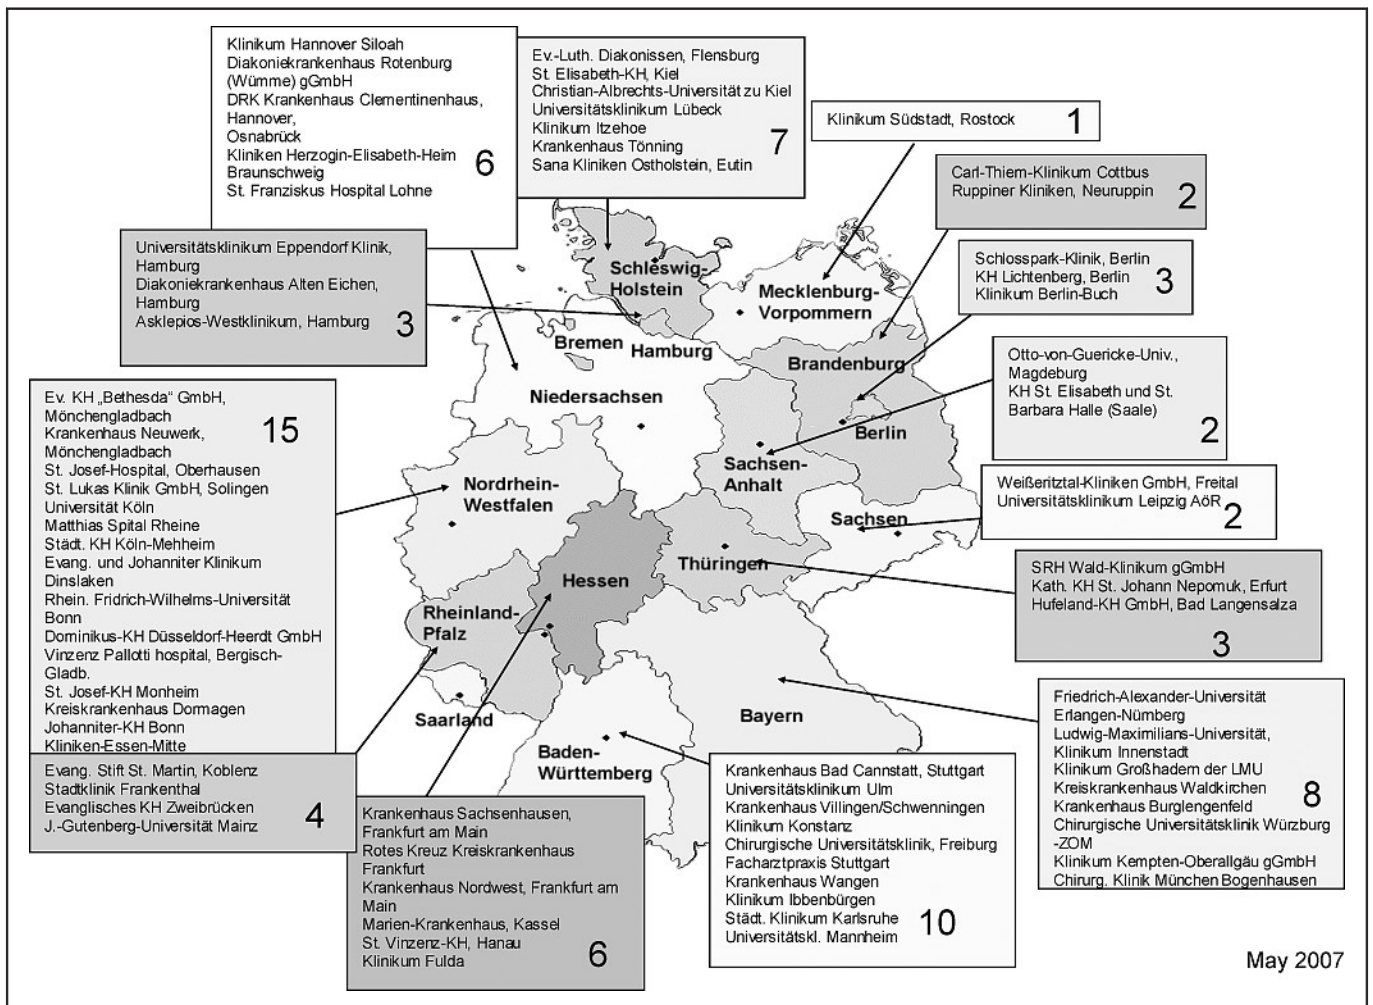 Klinikum Hannover Siloah
Diakoniekrankenhaus Rotenburg
(Wümme) gGmbH
DRK Krankenhaus Clementinenhaus,
Hannover,
Osnabrück
Kliniken Herzogin-Elisabeth-Heim
Braunschweig
St. Franziskus Hospital Lohne
6
Ev.-Luth. Diakonissen, Flensburg
St. Elisabeth-KH, Kiel
Christian-Albrechts-Universität zu Kiel
Universitätsklinikum Lübeck
Klinikum Itzehoe
Krankenhaus Tönning
Sana Kliniken Ostholstein, Eutin
7
Klinikum Südstadt, Rostock
1
Carl-Thiem-Klinikum Cottbus
Ruppiner Kliniken, Neuruppin
2
Universitätsklinikum Eppendorf Klinik,
Hamburg
Diakoniekrankenhaus Alten Eichen,
Hamburg
Asklepios-Westklinikum, Hamburg
3
Schlosspark-Klinik, Berlin
KH Lichtenberg, Berlin
Klinikum Berlin-Buch
3
Otto-von-Guericke-Univ.,
Magdeburg
KH St. Elisabeth und St.
Barbara Halle (Saale)
2
Ev. KH „Bethesda“ GmbH,
Mönchengladbach
Krankenhaus Neuwerk,
Mönchengladbach
St. Josef-Hospital, Oberhausen
St. Lukas Klinik GmbH, Solingen
Universität Köln
Matthias Spital Rheine
Städt. KH Köln-Mehheim
Evang. und Johanniter Klinikum
Dinslaken
Rhein. Fridrich-Wilhelms-Universität
Bonn
Dominikus-KH Düsseldorf-Heerdt GmbH
Vinzenz Pallotti hospital, Bergisch-
Gladb.
St. Josef-KH Monheim
Kreiskrankenhaus Dormagen
Johanniter-KH Bonn
Kliniken-Essen-Mitte
15
Weißeritztal-Kliniken GmbH, Freital
Universitätsklinikum Leipzig AöR
2
SRH Wald-Klinikum gGmbH
Kath. KH St. Johann Nepomuk, Erfurt
Hufeland-KH GmbH, Bad Langensalza
3
Friedrich-Alexander-Universität
Erlangen-Nürnberg
Ludwig-Maximilians-Universität,
Klinikum Innenstadt
Klinikum Großhadern der LMU
Kreiskrankenhaus Waldkirchen
Krankenhaus Burglengenfeld
Chirurgische Universitätsklinik Würzburg
-ZOM
Klinikum Kempten-Oberallgäu gGmbH
Chirurg. Klinik München Bogenhausen
8
Evang. Stift St. Martin, Koblenz
Stadtklinik Frankenthal
Evanglisches KH Zweibrücken
J.-Gutenberg-Universität Mainz
4
Krankenhaus Sachsenhausen,
Frankfurt am Main
Rotes Kreuz Kreiskrankenhaus
Frankfurt
Krankenhaus Nordwest, Frankfurt am
Main
Marien-Krankenhaus, Kassel
St. Vinzenz-KH, Hanau
Klinikum Fulda
6
Krankenhaus Bad Cannstatt, Stuttgart
Universitätsklinikum Ulm
Krankenhaus Villingen/Schwenningen
Klinikum Konstanz
Chirurgische Universitätsklinik, Freiburg
Facharztpraxis Stuttgart
Krankenhaus Wangen
Klinikum Ibbenbürgen
Städt. Klinikum Karlsruhe
Universitätskl. Mannheim
10
Schleswig-
Holstein
Mecklenburg-
Vorpommern
Bremen
Hamburg
Brandenburg
Niedersachsen
Berlin
Sachsen-
Anhalt
Nordrhein-
Westfalen
Sachsen
Thüringen
Hessen
Rheinland-
Pfalz
Saarland
Bayern
Baden-
Württemberg
May 2007